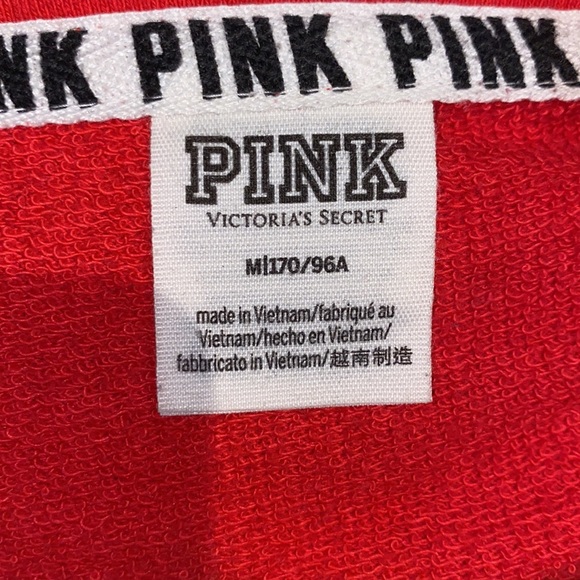 NK PINK PINK
PINK
VICTORIA'S SECRET
M|170/96A
made in Vietnam/fabriqué au
Vietnam/hecho en Vietnam/
fabbricato in Vietnam/越南制造